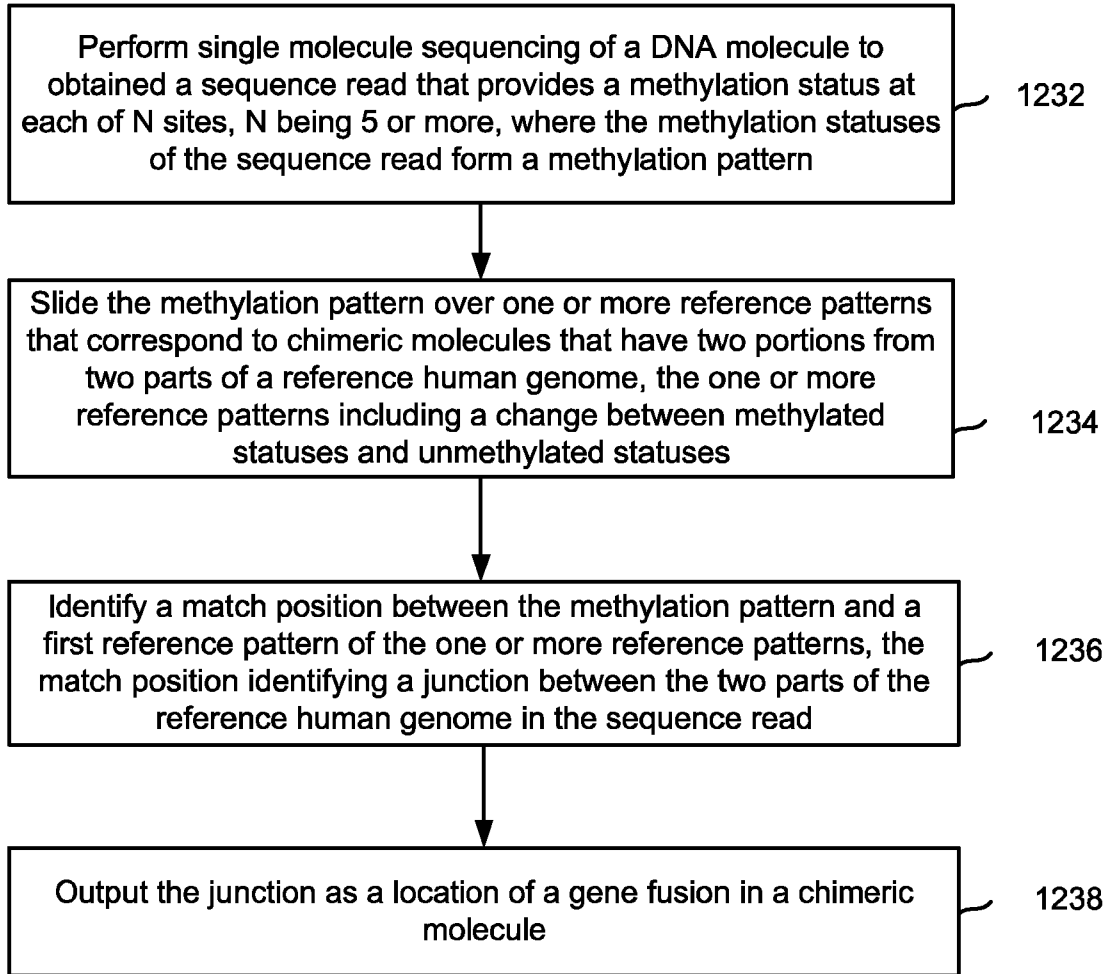 Perform single molecule sequencing of a DNA molecule to
obtained a sequence read that provides a methylation status at
each of N sites, N being 5 or more, where the methylation statuses
of the sequence read form a methylation pattern
1232
Slide the methylation pattern over one or more reference patterns
that correspond to chimeric molecules that have two portions from
two parts of a reference human genome, the one or more
reference patterns including a change between methylated
statuses and unmethylated statuses
1234
Identify a match position between the methylation pattern and a
first reference pattern of the one or more reference patterns, the
match position identifying a junction between the two parts of the
reference human genome in the sequence read
1236
Output the junction as a location of a gene fusion in a chimeric
molecule
1238